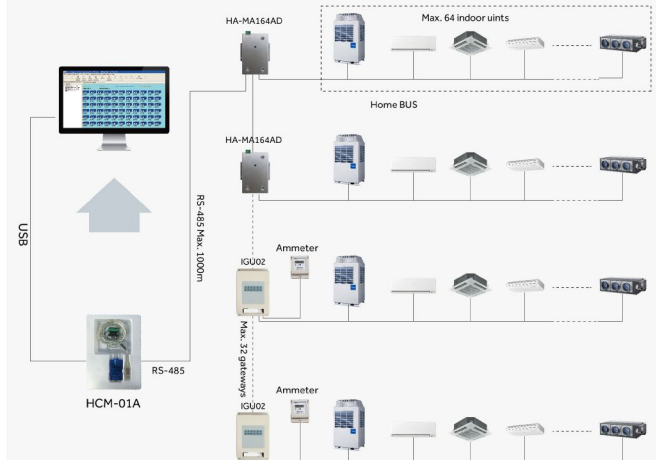 HA-MA164AD
Max. 64 indoor uints
Home BUS
HA-MA164AD
USB
RS-485 Max. 1000m
IGU02
Ammeter
Max. 32 gateways
RS-485
HCM-01A
IGU02
Ammeter